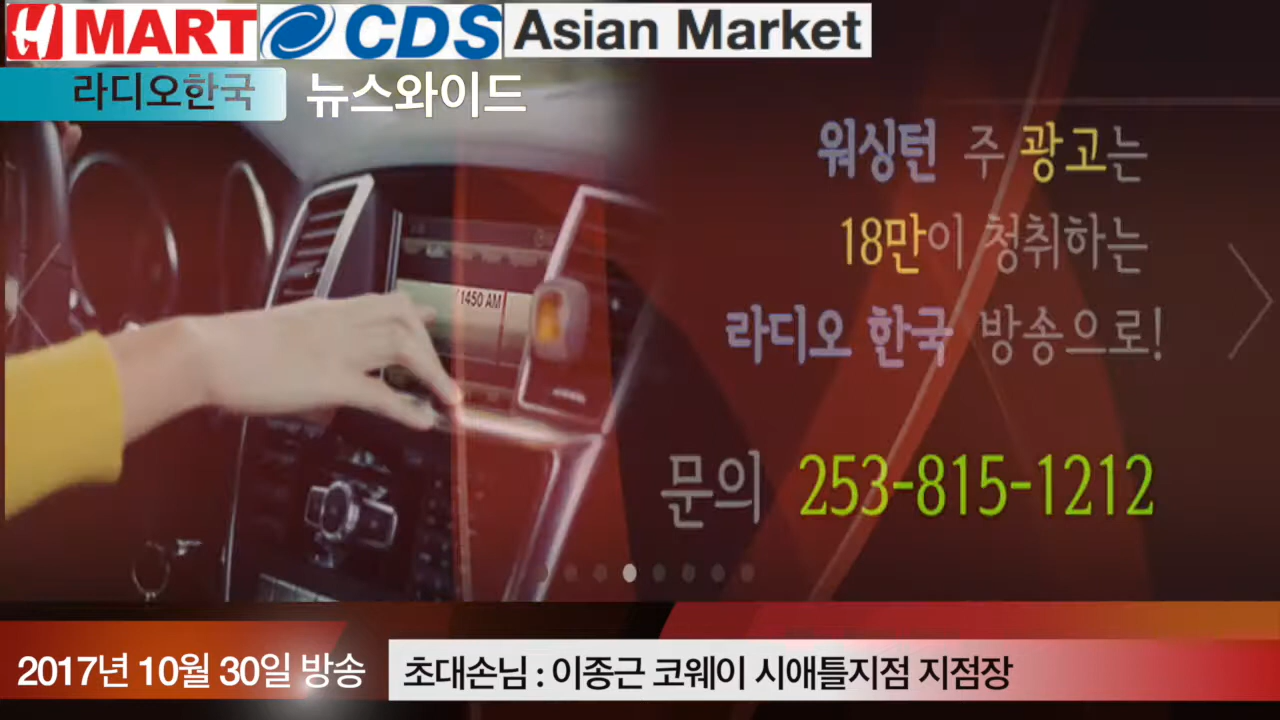 H MART CDS Asian Market
라디오한국 뉴스와이드
워싱턴 주 광고는
18만이 청취하는
1450 AM
라디오 한국 방송으로!
문의 253-815-1212
2017년 10월 30일 방송
초대손님 : 이종근 코웨이 시애틀지점 지점장